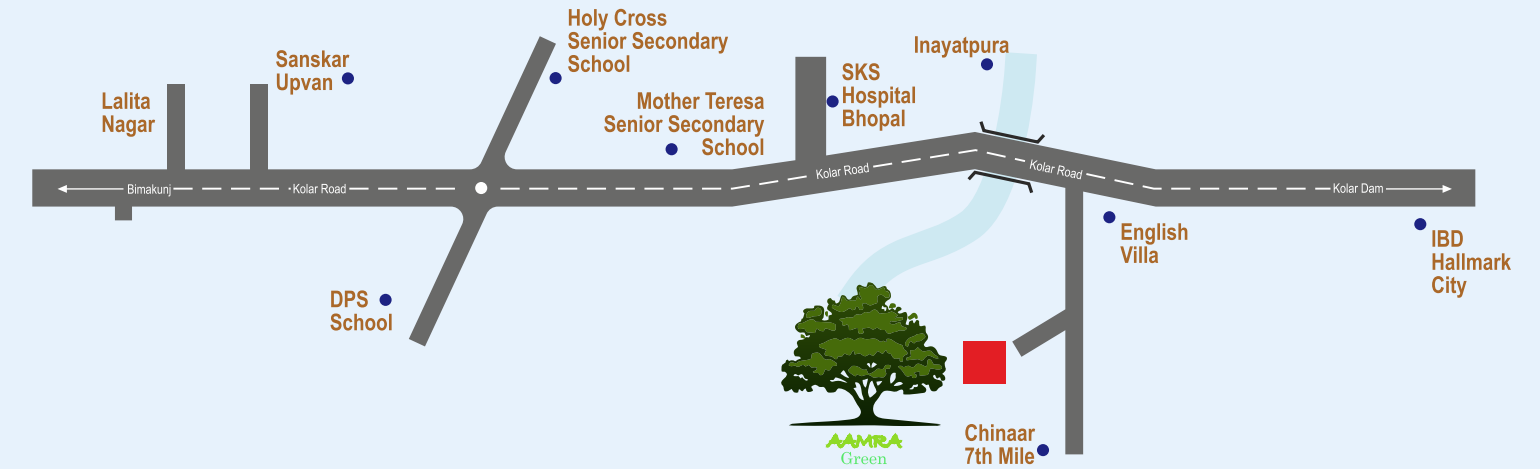 Holy Cross
Senior Secondary
School
Inayatpura
Sanskar
Upvan
SKS
Hospital
Bhopal
Lalita
Nagar
Mother Teresa
Senior Secondary
School
Bimakunj
Kolar Road
Kolar Road
Kolar Road
Kolar Dam
English
Villa
IBD
Hallmark
City
DPS
School
AAMRA
Green
Chinaar
7th Mile